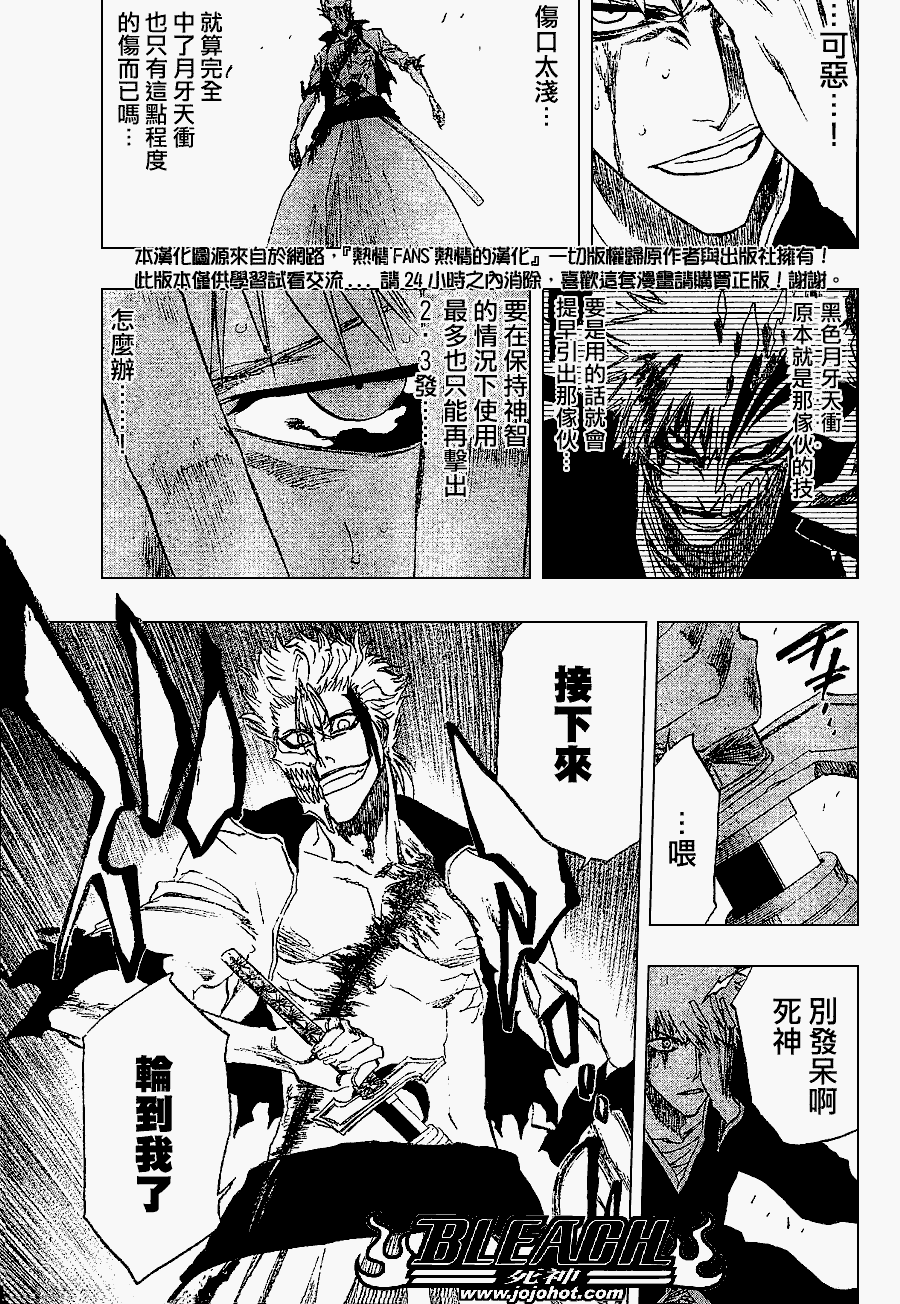 …可惡…!
傷口太淺…
就算完全
中了月牙天衝
也只有這點程度
的傷而已嗎…
本漢化圖源來自於網路，『熱情FANS熱情的漢化』一切版權歸原作者與出版社擁有！
此版本僅供學習試看交流...請24小時之內消除，喜歡這套漫畫請購買正版！謝謝。
黑色月牙天衝
原本就是那傢伙的技
要是用的話就會
提早引出那傢伙…
要在保持神智
的情況下使用
最多也只能再擊出
2．3發……
怎麼辦……!
…喂
別發呆啊
死神
接下來
輪到我了
BLEACH
死神
www.jojohot.com